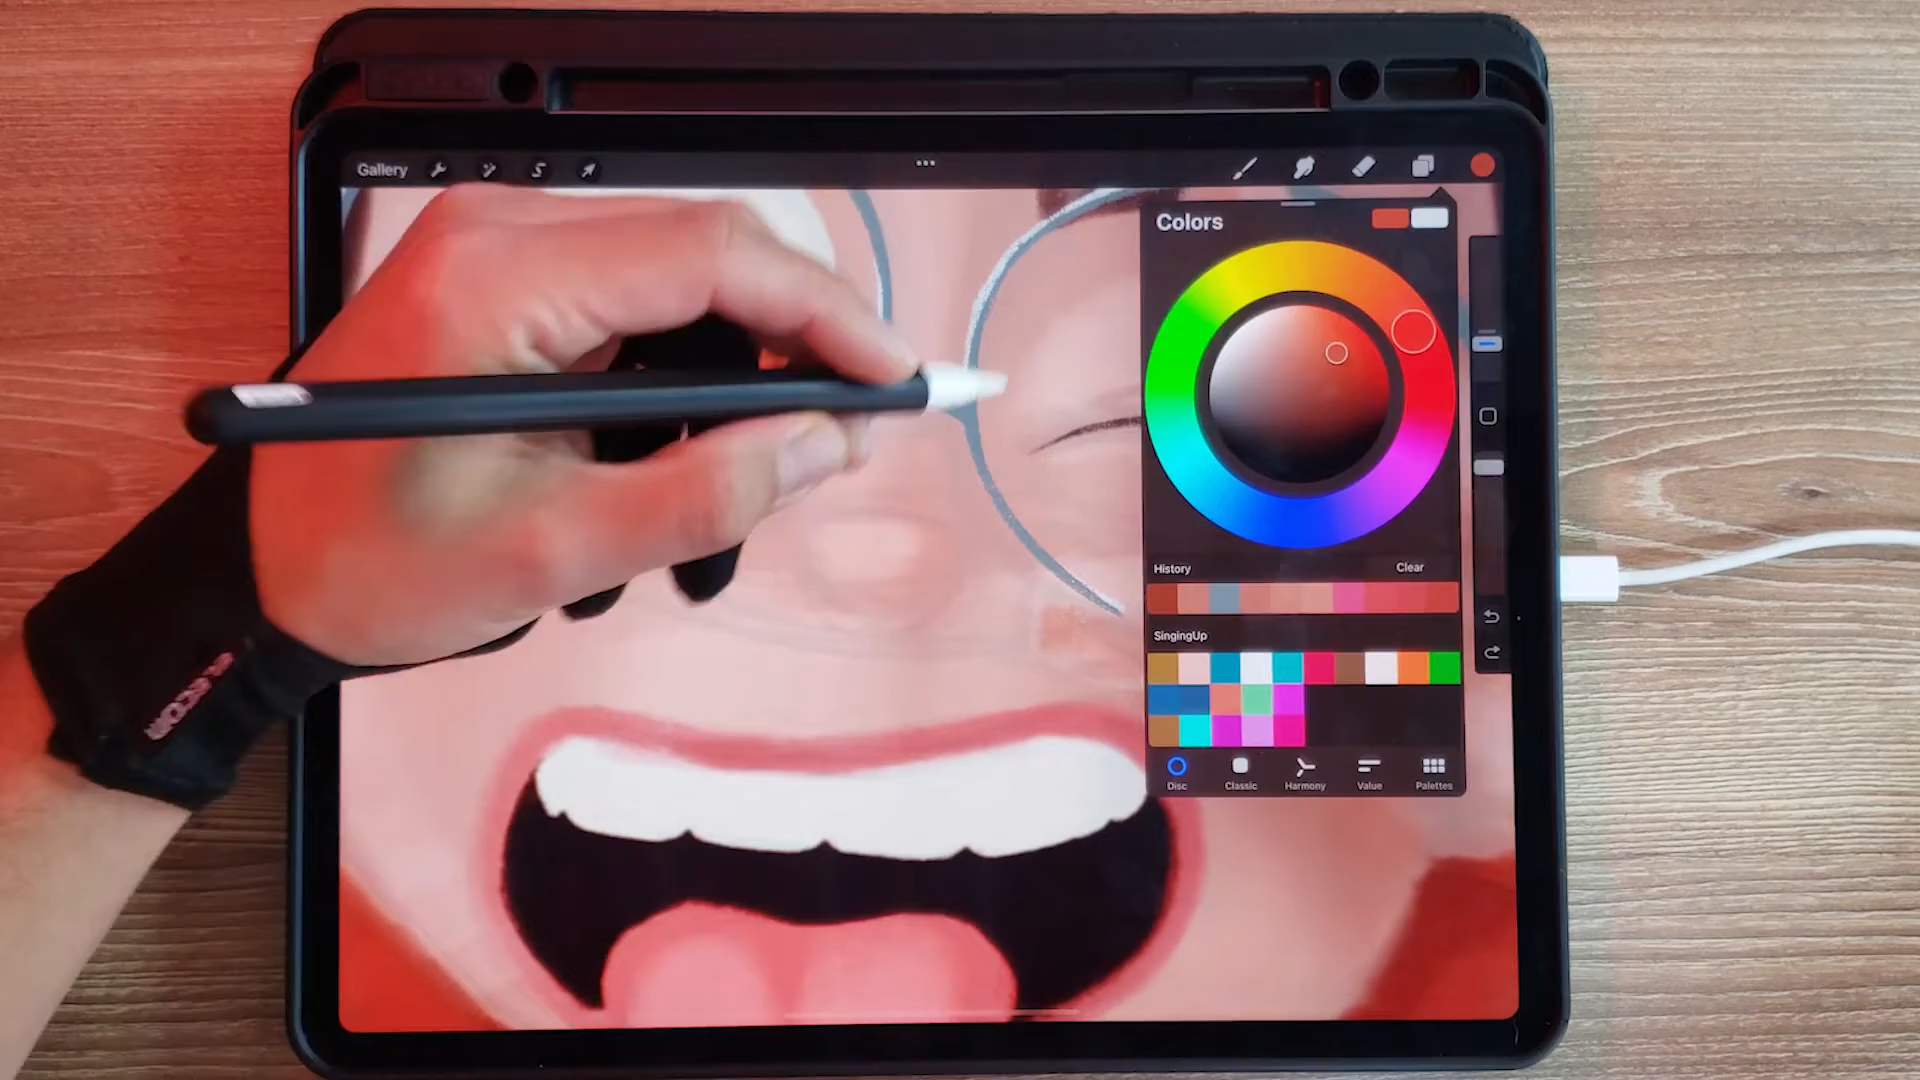 Gallery
Colors
History Clear
SingingUp
Disc Classic Harmony Value Palettes